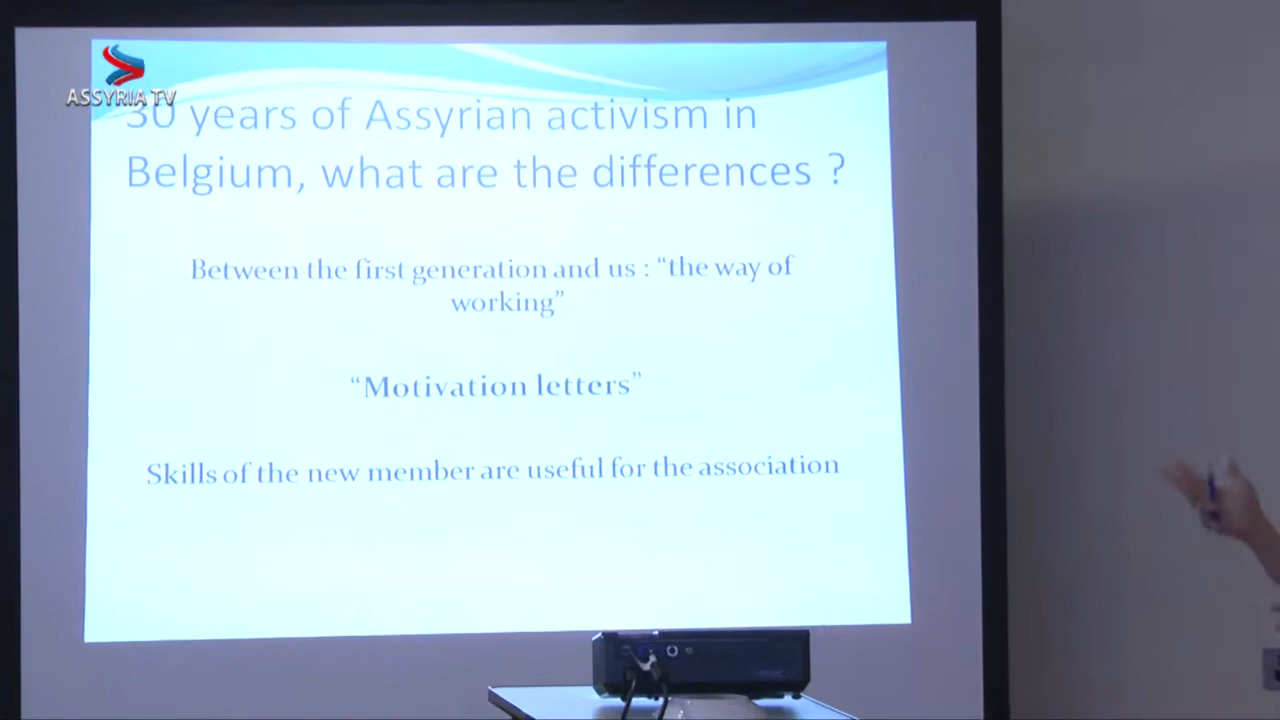 ASSYRIA TV
30 years of Assyrian activism in
Belgium, what are the differences ?
Between the first generation and us : “the way of
working”
“Motivation letters”
Skills of the new member are useful for the association